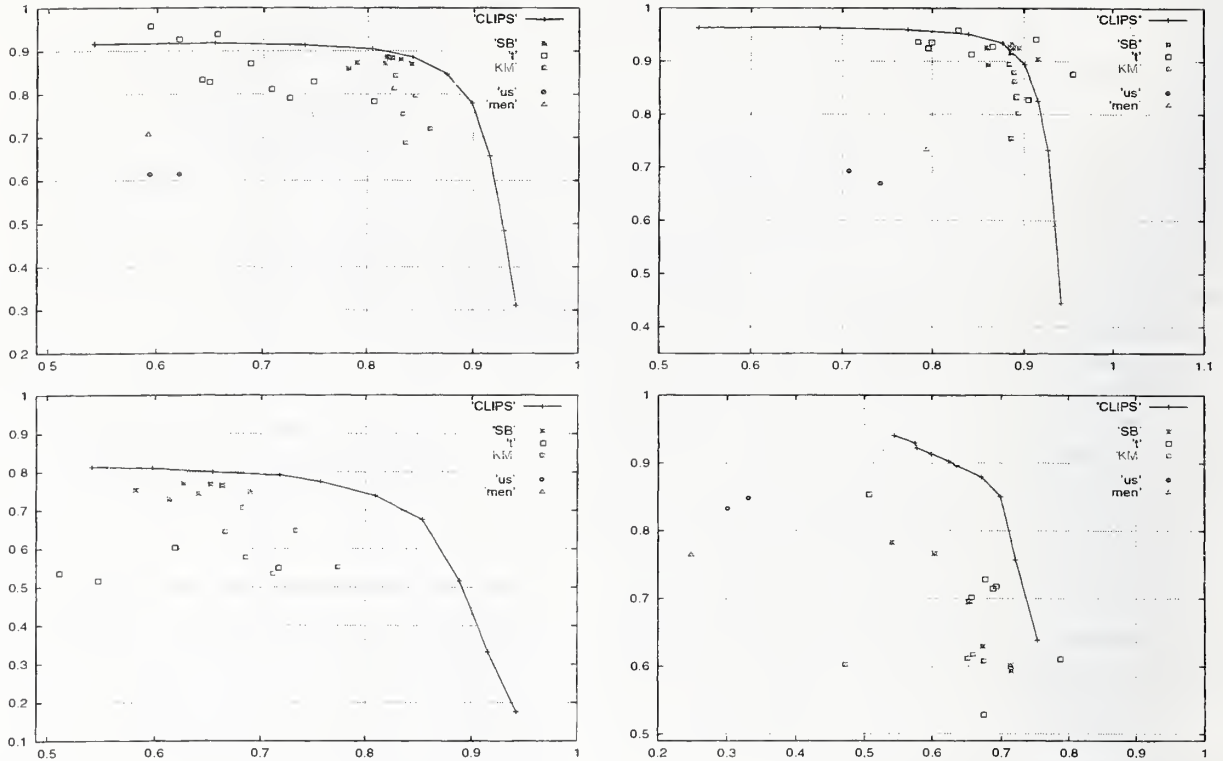 1
0.9
0.8
0.7
0.6
0.5
0.4
0.3
0.2
0.5 0.6 0.7 0.8 0.9 1
'CLIPS'
'SB'
't'
KM
'us'
'men'
1
0.9
0.8
0.7
0.6
0.5
0.4
0.5 0.6 0.7 0.8 0.9 1 1.1
'CLIPS'
'SB'
't'
'KM
'us'
'men'
1
0.9
0.8
0.7
0.6
0.5
0.4
0.3
0.2
0.1
0.5 0.6 0.7 0.8 0.9 1
'CLIPS'
'SB'
't'
KM
'us'
'men'
1
0.9
0.8
0.7
0.6
0.5
0.2 0.3 0.4 0.5 0.6 0.7 0.8 0.9 1
'CLIPS'
'SB'
't'
'KM
'us'
men'